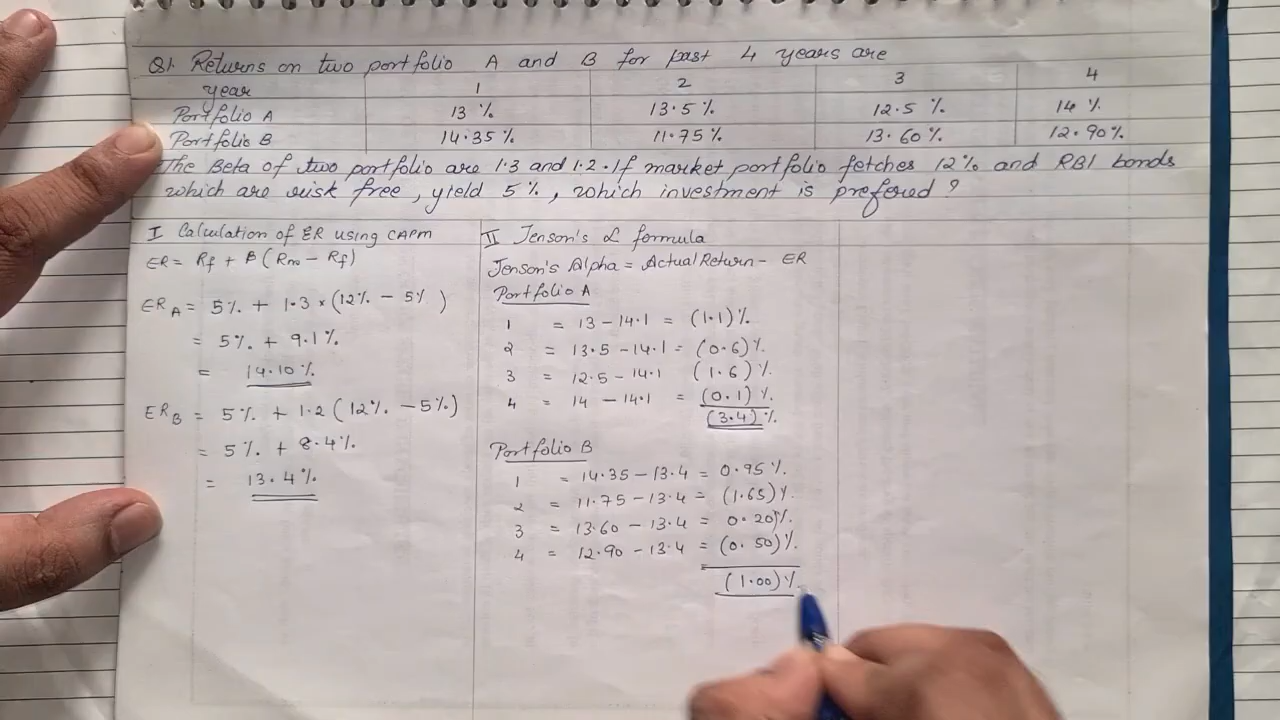 Q1. Returns on two portfolio A and B for past 4 years are
year 1 2 3 4
Portfolio A 13 % 13.5 % 12.5 % 14 %
Portfolio B 14.35 % 11.75 % 13.60 % 12.90 %
The Beta of two portfolio are 1.3 and 1.2. If market portfolio fetches 12% and RBI bonds
which are risk free, yield 5 %, which investment is prefered ?
I Calculation of ER using CAPM
ER = Rf + β (Rm - Rf)
ER A = 5% + 1.3 × (12% - 5% )
= 5% + 9.1%
= 14.10 %
ER B = 5% + 1.2 (12% - 5%)
= 5% + 8.4%
= 13.4%
II Jenson's α formula
Jenson's Alpha = Actual Return - ER
Portfolio A
1 = 13 - 14.1 = (1.1)%
2 = 13.5 - 14.1 = (0.6)%
3 = 12.5 - 14.1 (1.6) %
4 = 14 - 14.1 = (0.1) %
(3.4) %
Portfolio B
1 = 14.35 - 13.4 = 0.95 %
2 = 11.75 - 13.4 = (1.65) %
3 = 13.60 - 13.4 = 0.20 %
4 = 12.90 - 13.4 = (0.50) %
(1.00) %